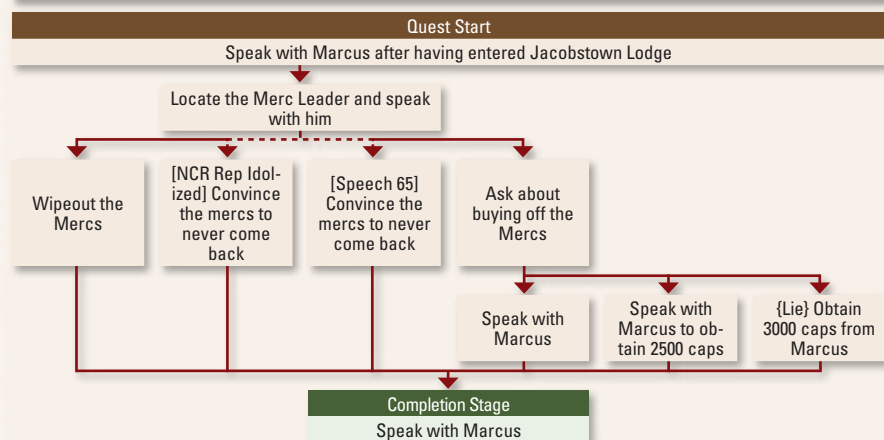 Quest Start
Speak with Marcus after having entered Jacobstown Lodge
Locate the Merc Leader and speak
with him
Wipeout the
Mercs
[NCR Rep Idol-
ized] Convince
the mercs to
never come
back
[Speech 65]
Convince the
mercs to never
come back
Ask about
buying off the
Mercs
Speak with
Marcus
Speak with
Marcus to ob-
tain 2500 caps
{Lie} Obtain
3000 caps from
Marcus
Completion Stage
Speak with Marcus